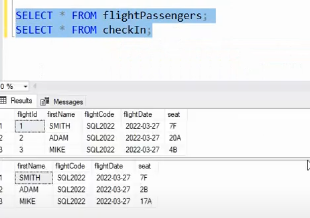 SELECT * FROM flightPassengers;
SELECT * FROM checkIn;
0 %
Results Messages
flightId firstName flightCode flightDate seat
1 1 SMITH SQL2022 2022-03-27 7F
2 2 ADAM SQL2022 2022-03-27 20A
3 3 MIKE SQL2022 2022-03-27 4B
firstName flightCode flightDate seat
1 SMITH SQL2022 2022-03-27 7F
2 ADAM SQL2022 2022-03-27 2B
3 MIKE SQL2022 2022-03-27 17A